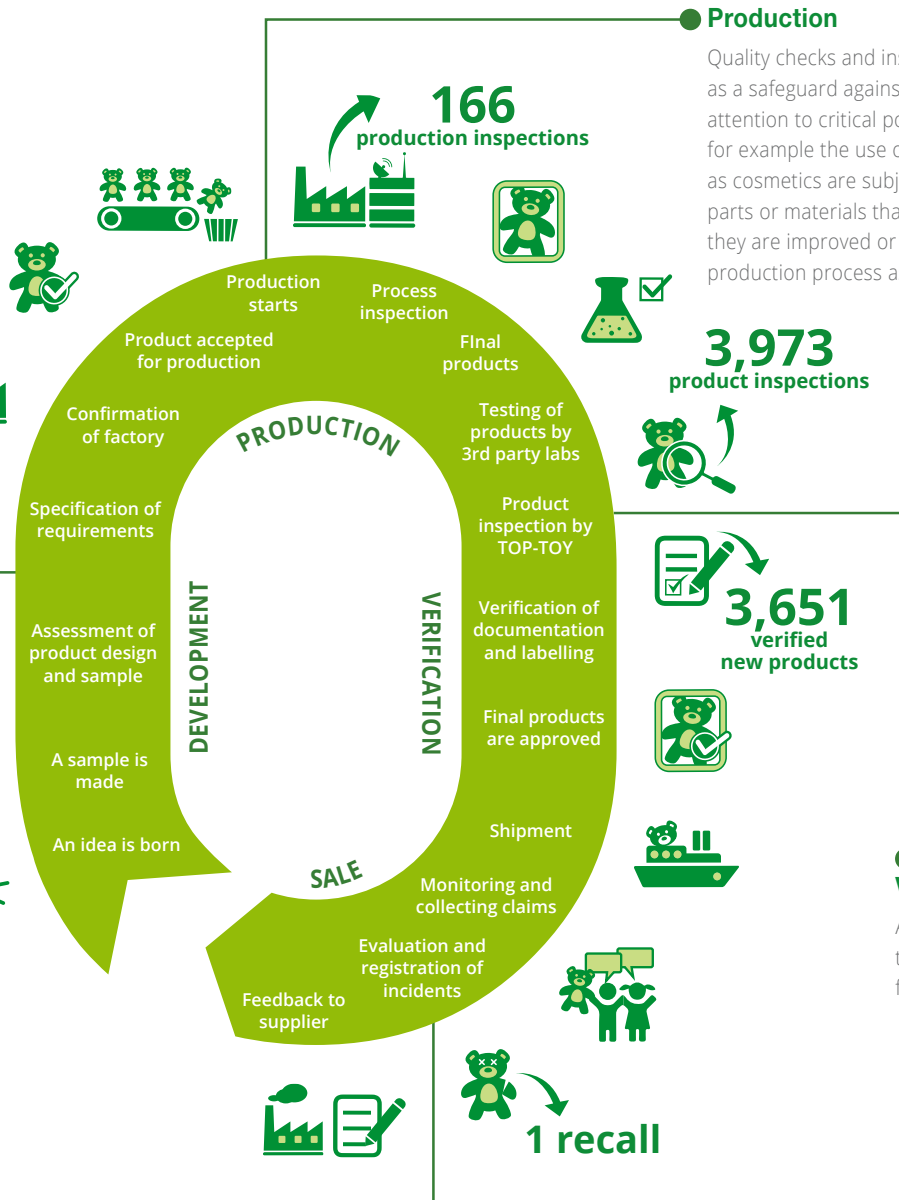 Production
Quality checks and
as a safeguard
attention to critical
for example the use
as cosmetics are
parts or materials
they are improved or
production process
166
production inspections
Production
starts
Process
inspection
Product accepted
for production
FInal
products
3,973
product inspections
Confirmation
of factory
PRODUCTION
Testing of
products by
3rd party labs
Specification of
requirements
Product
inspection by
TOP-TOY
DEVELOPMENT
VERIFICATION
3,651
verified
new products
Assessment of
product design
and sample
Verification of
documentation
and labelling
Final products
are approved
A sample is
made
An idea is born
Shipment
SALE
Monitoring and
collecting claims
Evaluation and
registration of
incidents
Feedback to
supplier
1 recall